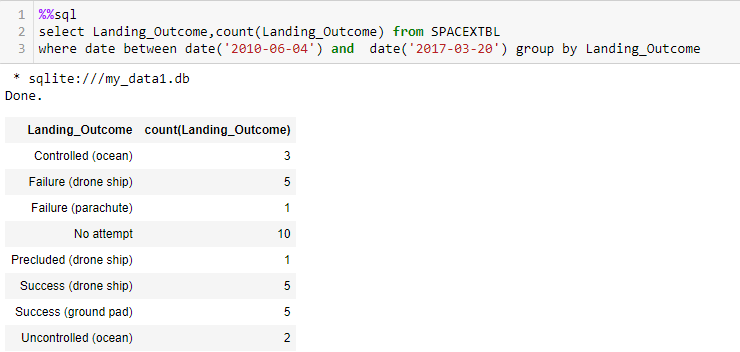 1 %%sql
2 select Landing_Outcome,count(Landing_Outcome) from SPACEXTBL
3 where date between date('2010-06-04') and  date('2017-03-20') group by Landing_Outcome
* sqlite:///my_data1.db
Done.
Landing_Outcome count(Landing_Outcome)
Controlled (ocean) 3
Failure (drone ship) 5
Failure (parachute) 1
No attempt 10
Precluded (drone ship) 1
Success (drone ship) 5
Success (ground pad) 5
Uncontrolled (ocean) 2